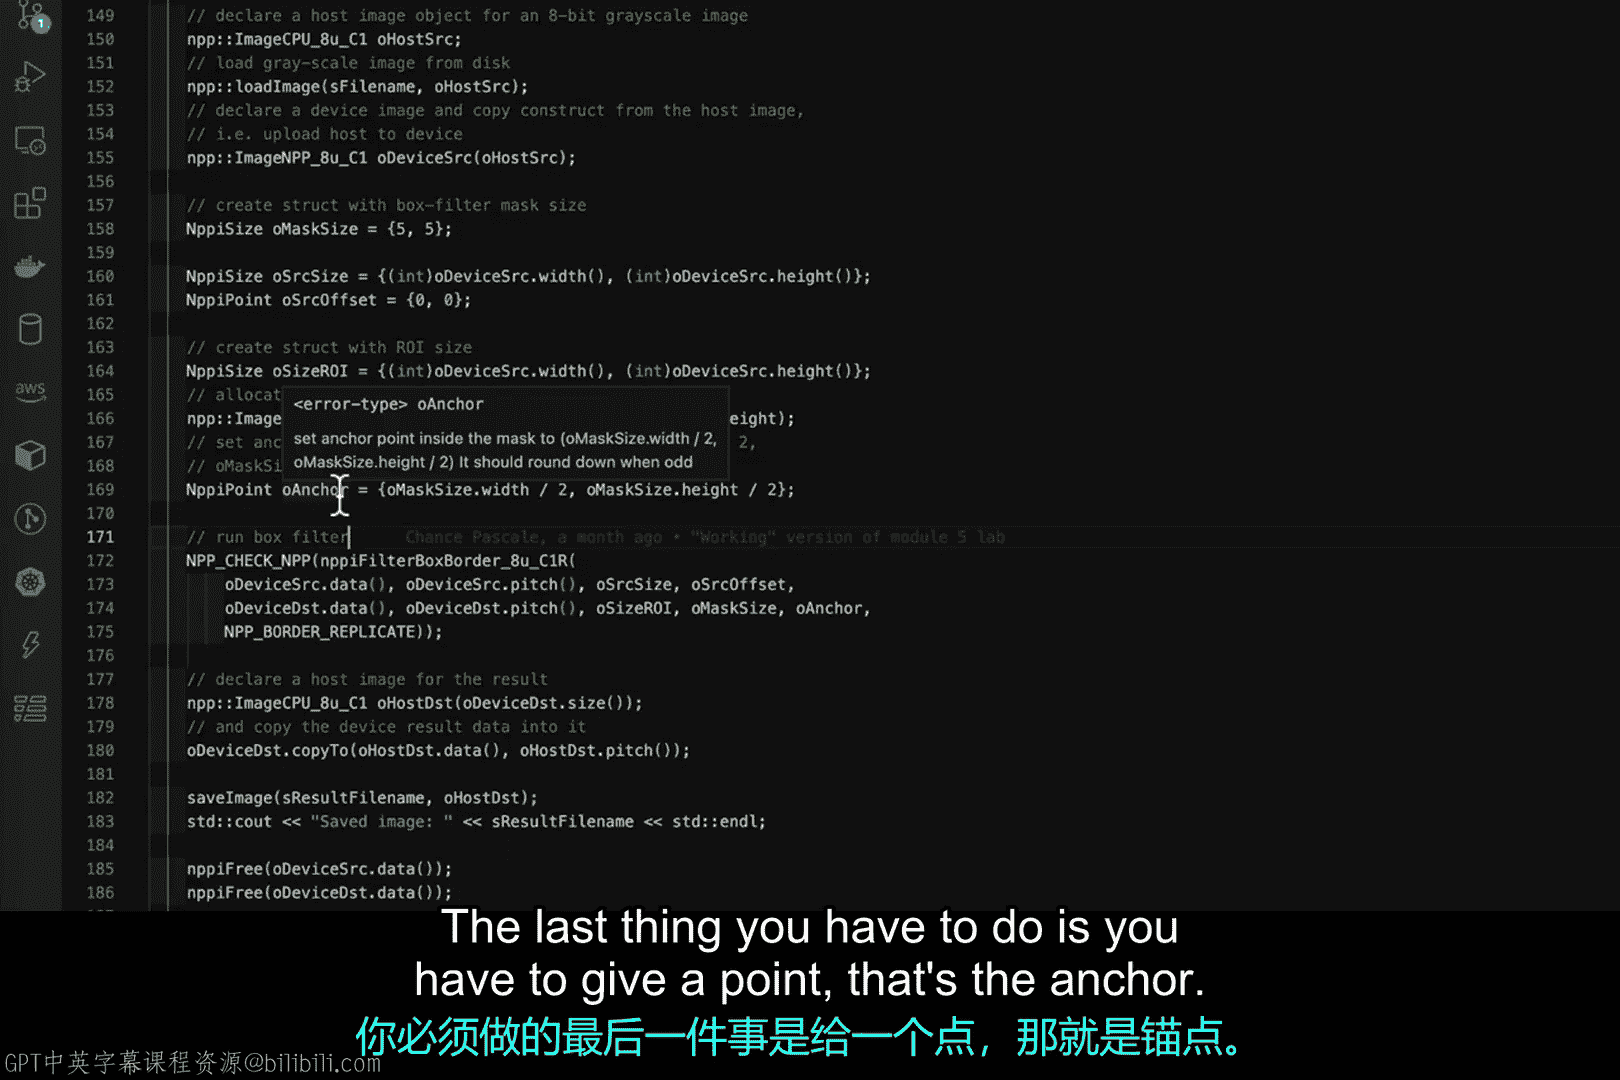 149 // declare a host image object for an 8-bit grayscale image
150 npp::ImageCPU_8u_C1 oHostSrc;
151 // load gray-scale image from disk
152 npp::loadImage(sFilename, oHostSrc);
153 // declare a device image and copy construct from the host image,
154 // i.e. upload host to device
155 npp::ImageNPP_8u_C1 oDeviceSrc(oHostSrc);
156
157 // create struct with box-filter mask size
158 NppiSize oMaskSize = {5, 5};
159
160 NppiSize oSrcSize = {(int)oDeviceSrc.width(), (int)oDeviceSrc.height()};
161 NppiPoint oSrcOffset = {0, 0};
162
163 // create struct with ROI size
164 NppiSize oSizeROI = {(int)oDeviceSrc.width(), (int)oDeviceSrc.height()};
165 // allocat
<error-type> oAnchor
166 npp::Image eight);
set anchor point inside the mask to (oMaskSize.width / 2,
167 // set anc 2,
oMaskSize.height / 2) It should round down when odd
168 // oMaskSi
169 NppiPoint oAnchor = {oMaskSize.width / 2, oMaskSize.height / 2};
170
171 // run box filter Chance Pascale, a month ago • "Working" version of module 5 lab
172 NPP_CHECK_NPP(nppiFilterBoxBorder_8u_C1R(
173 oDeviceSrc.data(), oDeviceSrc.pitch(), oSrcSize, oSrcOffset,
174 oDeviceDst.data(), oDeviceDst.pitch(), oSizeROI, oMaskSize, oAnchor,
175 NPP_BORDER_REPLICATE));
176
177 // declare a host image for the result
178 npp::ImageCPU_8u_C1 oHostDst(oDeviceDst.size());
179 // and copy the device result data into it
180 oDeviceDst.copyTo(oHostDst.data(), oHostDst.pitch());
181
182 saveImage(sResultFilename, oHostDst);
183 std::cout << "Saved image: " << sResultFilename << std::endl;
184
185 nppiFree(oDeviceSrc.data());
186 nppiFree(oDeviceDst.data());
1
aws
The last thing you have to do is you
have to give a point, that's the anchor.
你必须做的最后一件事是给一个点，那就是锚点。
GPT中英字幕课程资源@bilibili.com